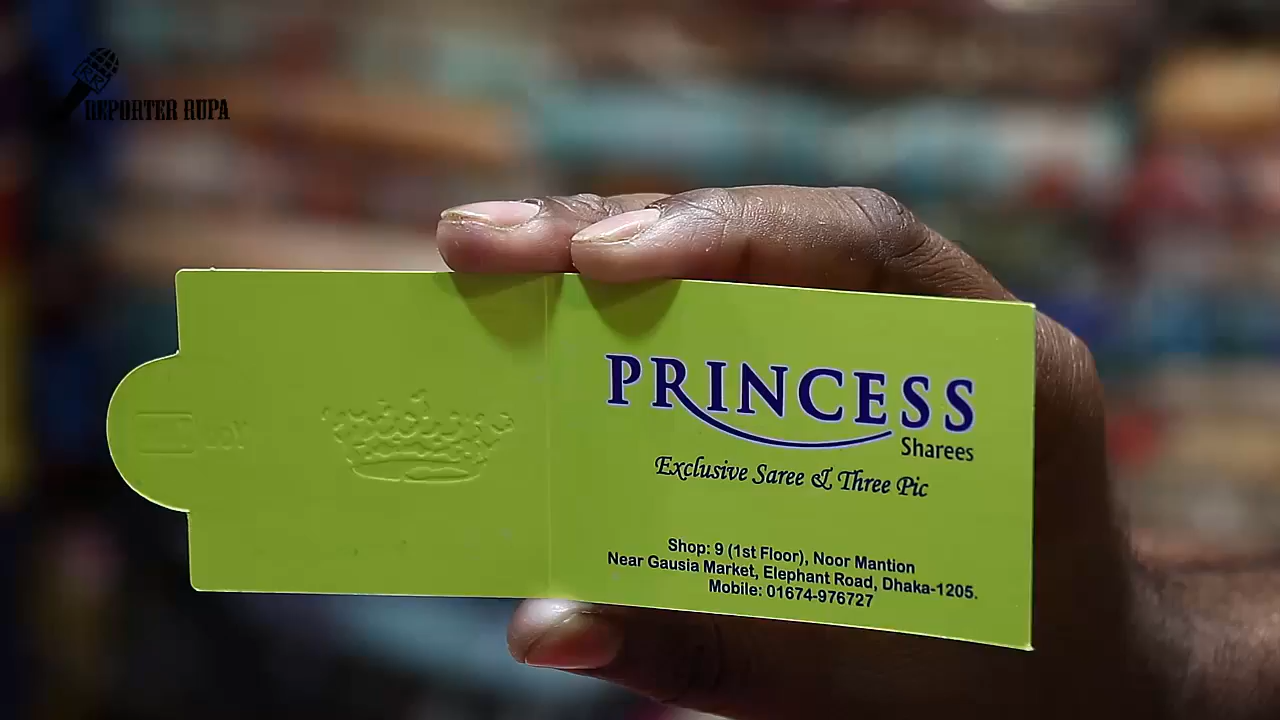 REPORTER RUPA
PRINCESS
Sharees
Exclusive Saree & Three Pic
Shop: 9 (1st Floor), Noor Mantion
Near Gausia Market, Elephant Road, Dhaka-1205.
Mobile: 01674-976727